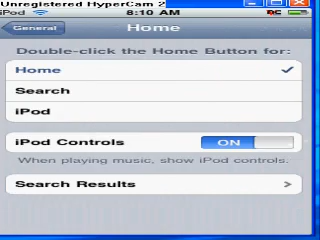 Unregistered HyperCam 2
iPod 8:10 AM
General Home
Double-click the Home Button for:
Home
Search
iPod
iPod Controls ON
When playing music, show iPod controls.
Search Results